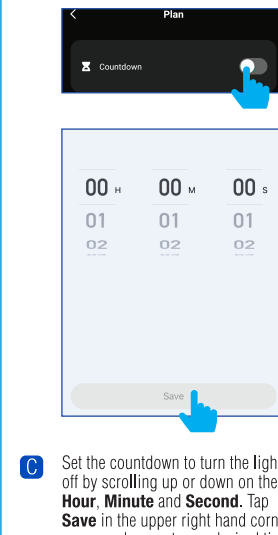 Plan
Countdown
00 H 00 M 00 S
01 01 01
02 02 02
Save
C
Set the countdown to turn the ligh
off by scrolling up or down on the
Hour, Minute and Second. Tap
Save in the upper right hand corn